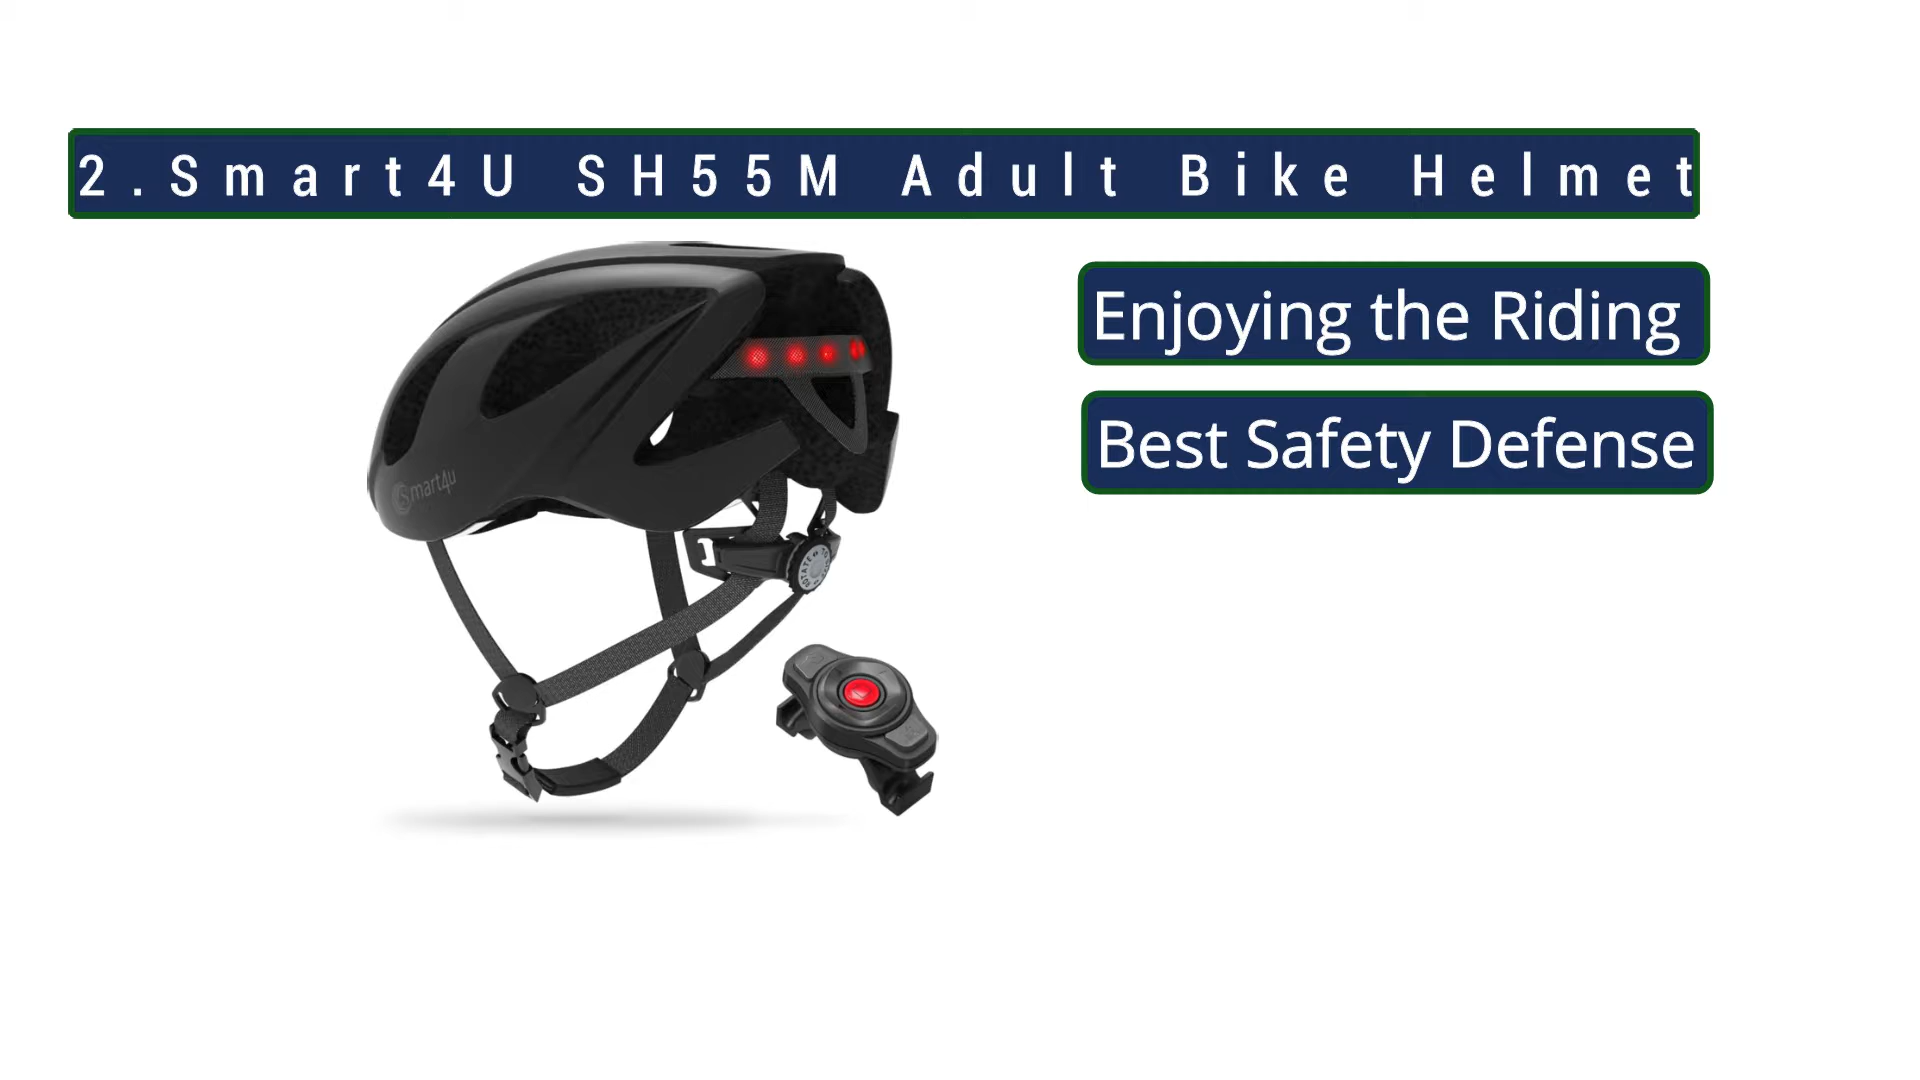 2.Smart4U SH55M Adult Bike Helmet
Enjoying the Riding
Best Safety Defense
Smart4u